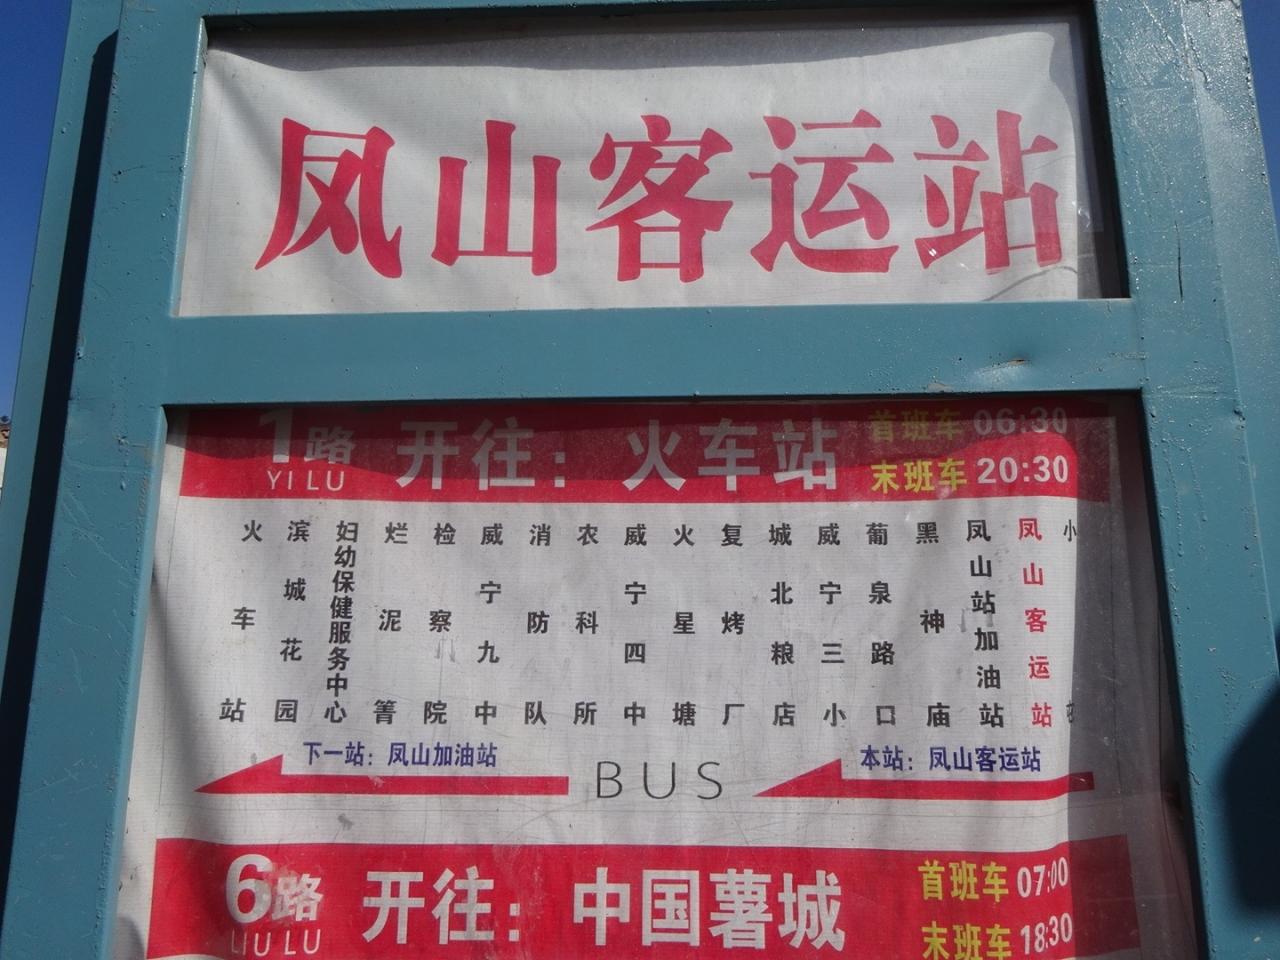 凤山客运站
1路 开往：火车站 首班车 06:30
YI LU 末班车 20:30
火车站
滨城花园
妇幼保健服务中心
烂泥箐
检察院
威宁九中
消防队
农科所
威宁四中
火星塘
复烤厂
城北粮店
威宁三小
葡泉路口
黑神庙
凤山站加油站
凤山客运站
小
下一站：凤山加油站
本站：凤山客运站
BUS
6路 开往：中国薯城 首班车 07:00
LIU LU 末班车 18:30